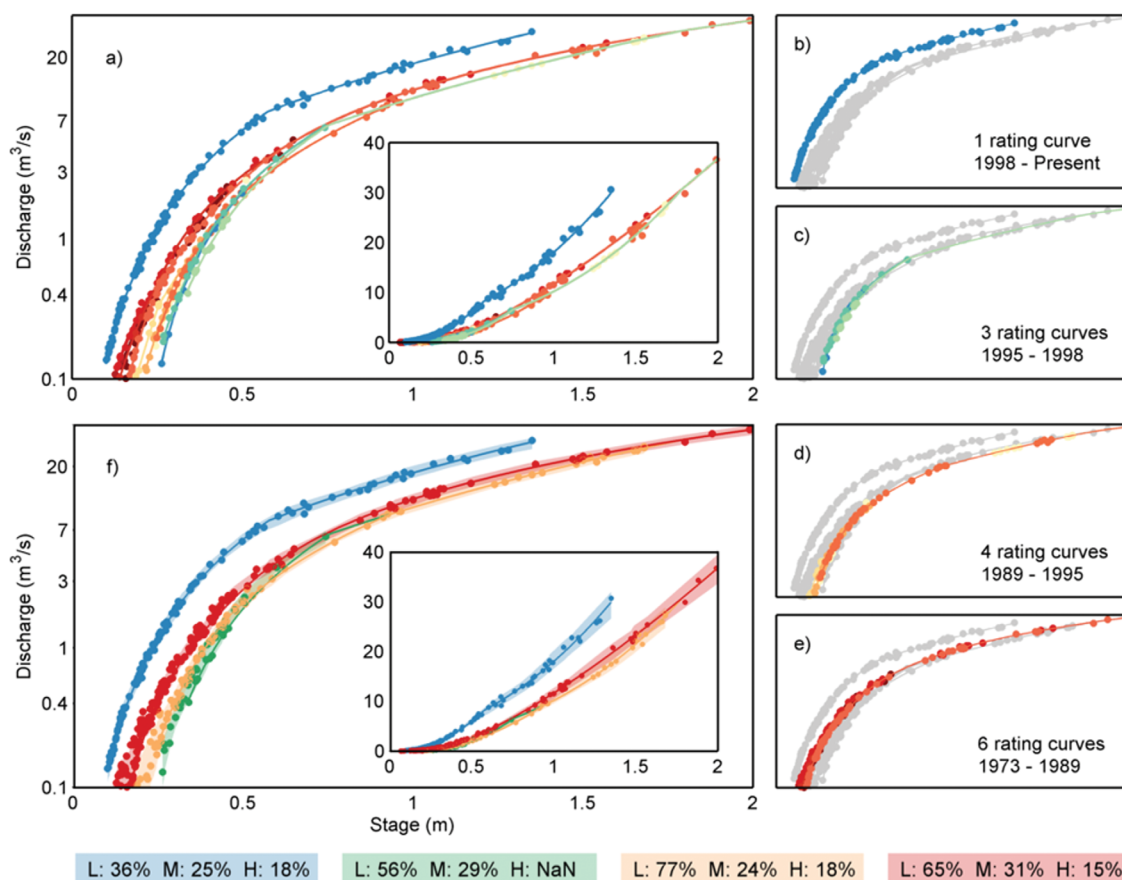 a)
Discharge (m³/s)
20
7
3
1
0.4
0.1
0
0.5
1
1.5
2
40
30
20
10
0
0.5
1
1.5
2
b)
1 rating curve
1998 - Present
c)
3 rating curves
1995 - 1998
f)
Discharge (m³/s)
20
7
3
1
0.4
0.1
0
0.5
1
1.5
2
Stage (m)
40
30
20
10
0
0.5
1
1.5
2
d)
4 rating curves
1989 - 1995
e)
6 rating curves
1973 - 1989
L: 36% M: 25% H: 18%
L: 56% M: 29% H: NaN
L: 77% M: 24% H: 18%
L: 65% M: 31% H: 15%